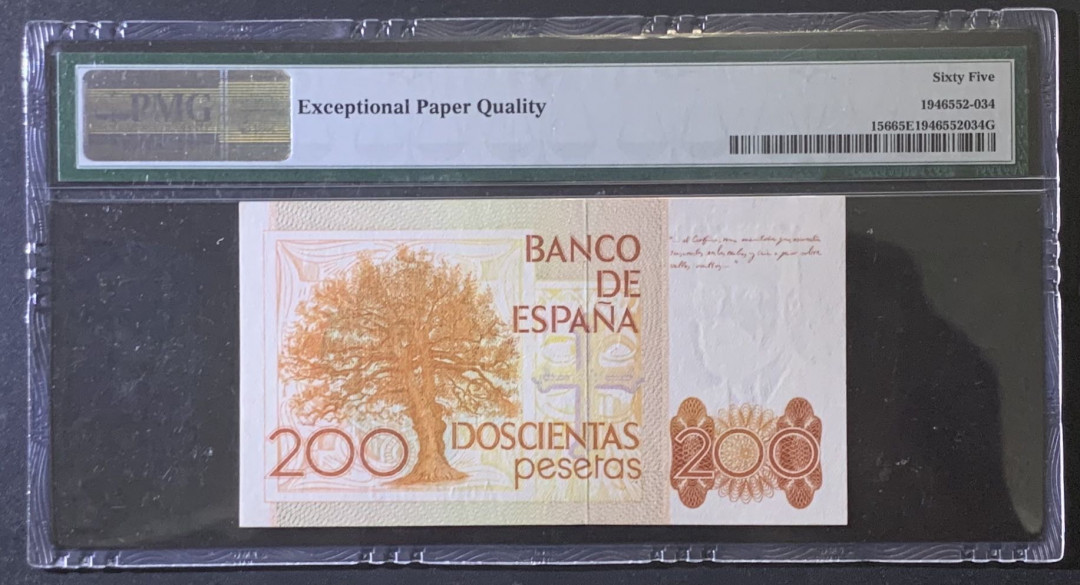 PMG
Exceptional Paper Quality
Sixty Five
1946552-034
15665E1946552034G
BANCO
DE
ESPAÑA
200
DOSCIENTAS
pesetas
200